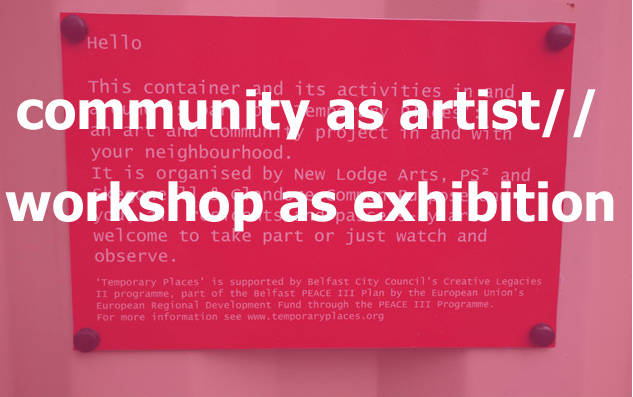 Hello
This container and its activities in and
community as artist//
an art and community project in and with
your neighbourhood.
It is organised by New Lodge Arts, PS² and
workshop as exhibition
welcome to take part or just watch and
observe.
'Temporary Places' is supported by Belfast City Council's Creative Legacies
II programme, part of the Belfast PEACE III Plan by the European Union's
European Regional Development Fund through the PEACE III Programme.
For more information see www.temporaryplaces.org